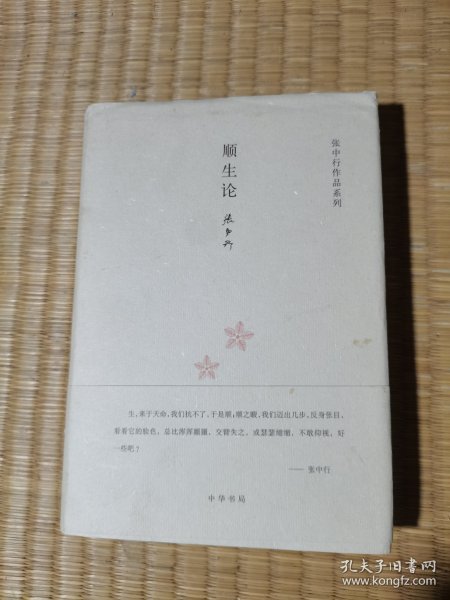 张中行作品系列
顺生论
张中行
生，来于天命，我们抗不了，于是顺；顺之暇，我们迈出几步，反身张目，
看看它的脸色，总比浑浑噩噩，交臂失之，或瑟瑟缩缩，不敢仰视，好
一些吧？
—— 张中行
中华书局
孔夫子旧书网
www.kongfz.com